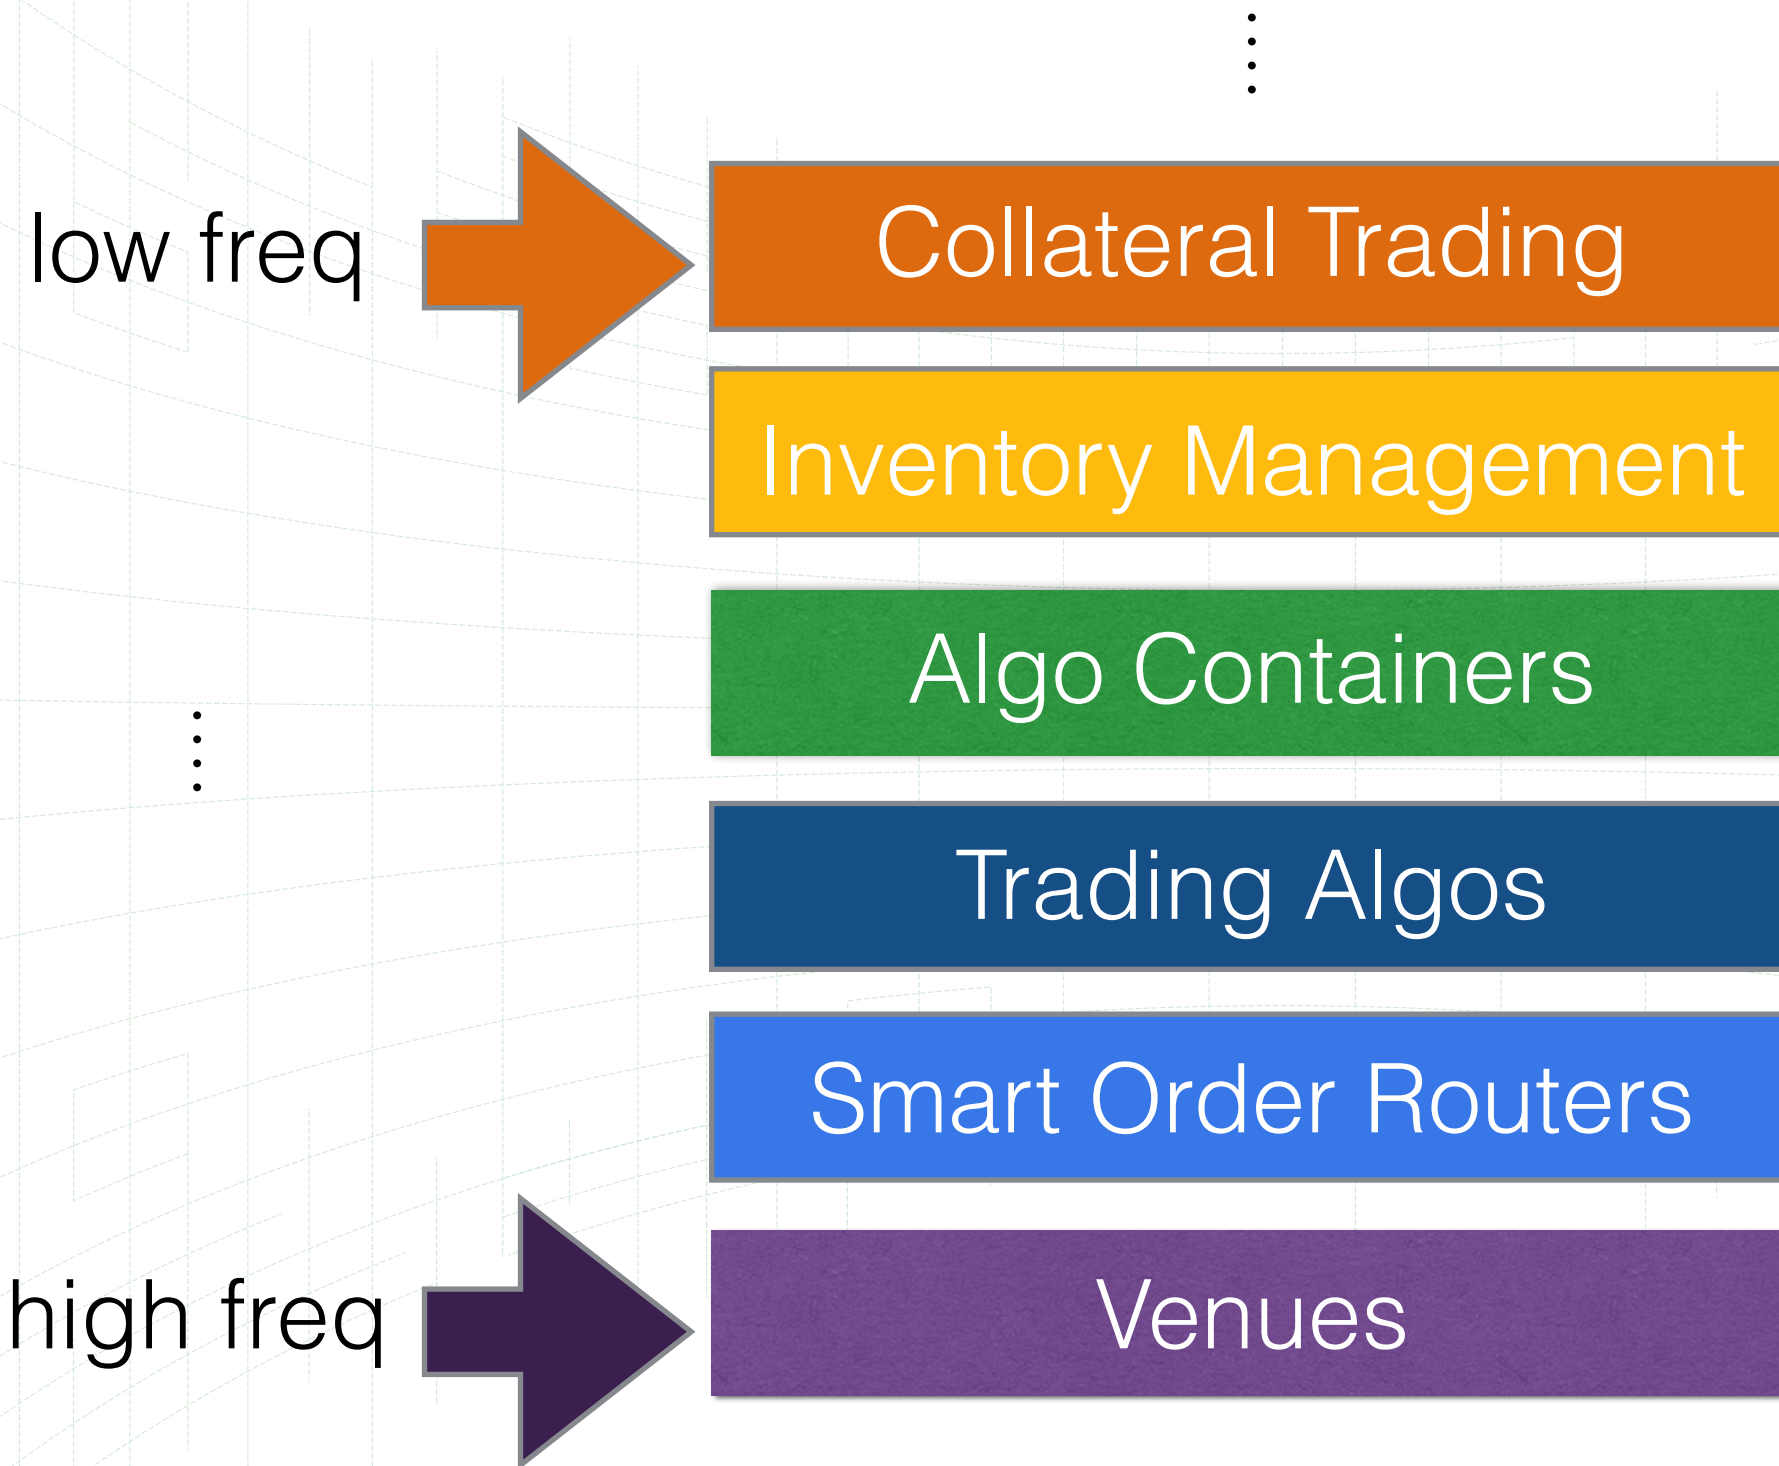 low freq
Collateral Trading
Inventory Management
Algo Containers
Trading Algos
Smart Order Routers
high freq
Venues